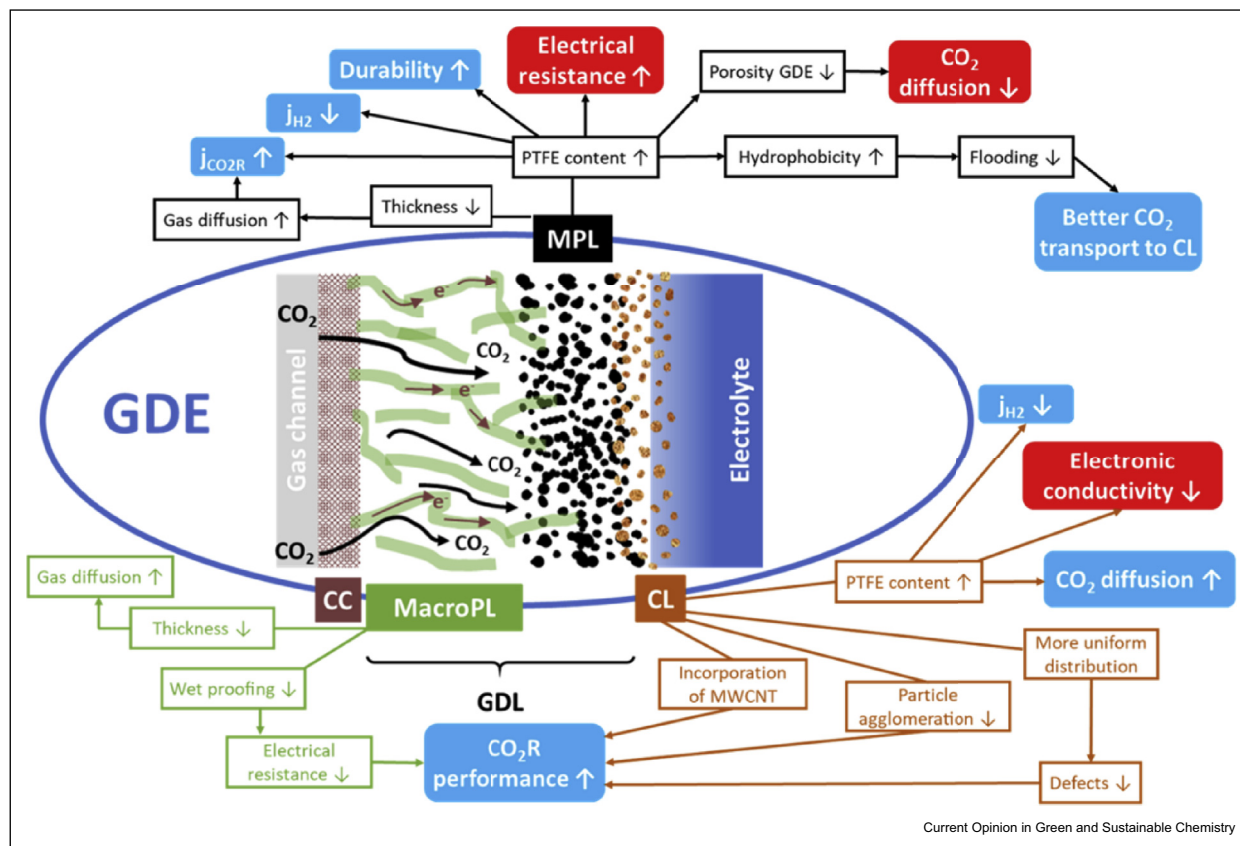 Electrical
resistance ↑
Durability ↑
Porosity GDE ↓
CO₂
diffusion ↓
j_H2 ↓
j_CO2R ↑
PTFE content ↑
Hydrophobicity ↑
Flooding ↓
Gas diffusion ↑
Thickness ↓
MPL
Better CO₂
transport to CL
GDE
CO₂
CO₂
Gas channel
e⁻
CO₂
e⁻
CO₂
e⁻
CO₂
Electrolyte
j_H2 ↓
Electronic
conductivity ↓
PTFE content ↑
CO₂ diffusion ↑
Gas diffusion ↑
CC
MacroPL
CL
Thickness ↓
More uniform
distribution
Wet proofing ↓
GDL
Incorporation
of MWCNT
Particle
agglomeration ↓
Electrical
resistance ↓
CO₂R
performance ↑
Defects ↓
Current Opinion in Green and Sustainable Chemistry